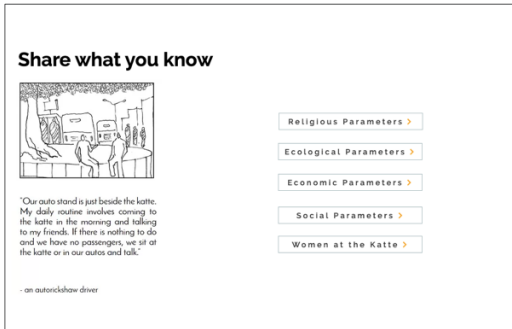 Share what you know
"Our auto stand is just beside the katte.
My daily routine involves coming to
the katte in the morning and talking
to my friends. If there is nothing to do
and we have no passengers, we sit at
the katte or in our autos and talk."
- an autorickshaw driver
Religious Parameters >
Ecological Parameters >
Economic Parameters >
Social Parameters >
Women at the Katte >